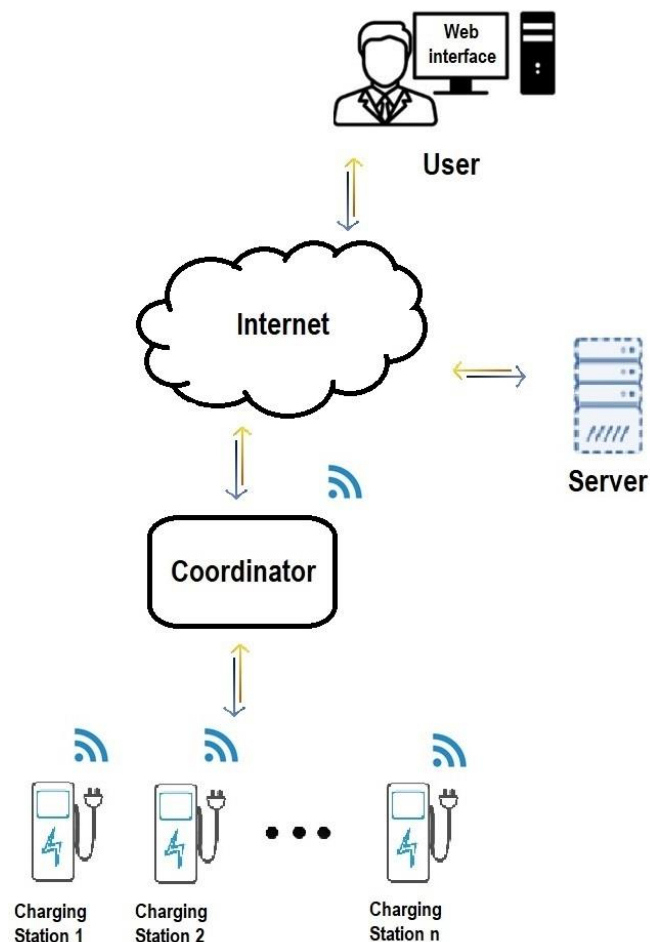 Web
interface
User
Internet
Server
Coordinator
Charging
Station 1
Charging
Station 2
Charging
Station n